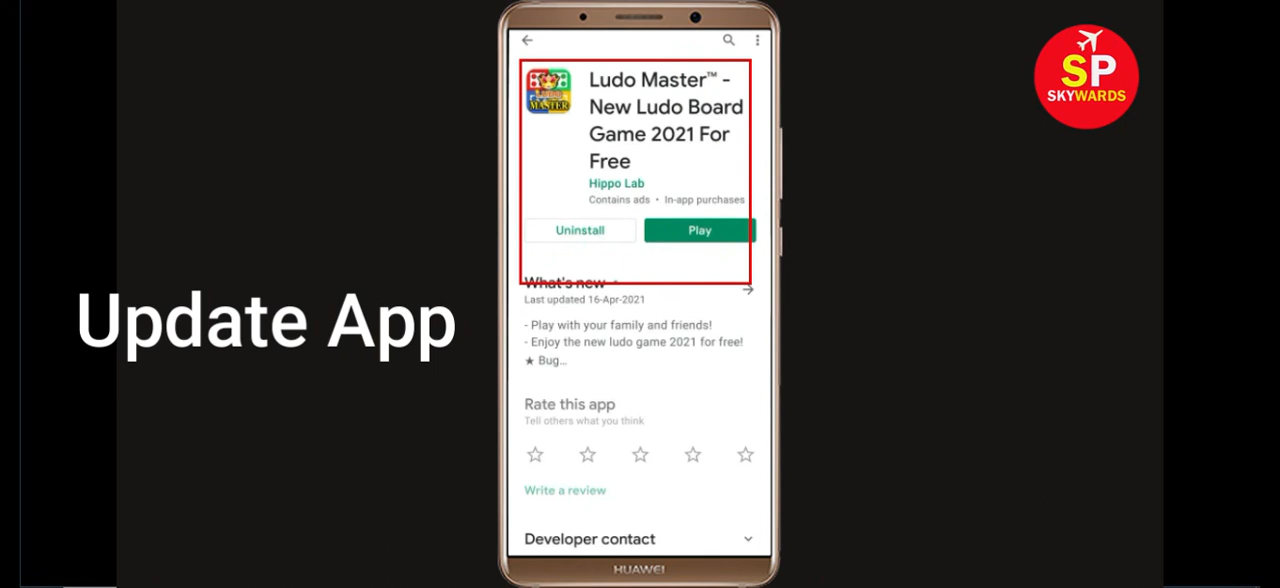 SP
SKYWARDS
Update App
LUDO
MASTER
Ludo Master™ -
New Ludo Board
Game 2021 For
Free
Hippo Lab
Contains ads • In-app purchases
Uninstall
Play
What's new
Last updated 16-Apr-2021
- Play with your family and friends!
- Enjoy the new ludo game 2021 for free!
★ Bug...
Rate this app
Tell others what you think
Write a review
Developer contact
HUAWEI